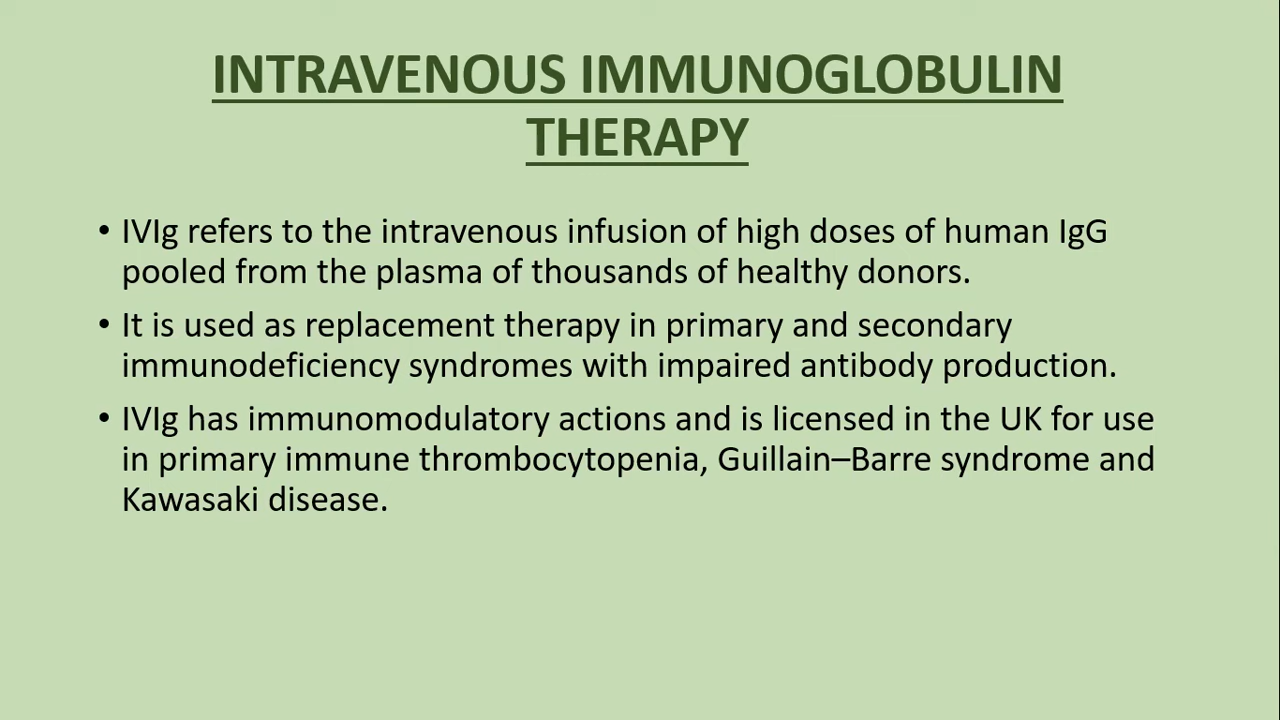 INTRAVENOUS IMMUNOGLOBULIN
THERAPY
• IVIg refers to the intravenous infusion of high doses of human IgG
pooled from the plasma of thousands of healthy donors.
• It is used as replacement therapy in primary and secondary
immunodeficiency syndromes with impaired antibody production.
• IVIg has immunomodulatory actions and is licensed in the UK for use
in primary immune thrombocytopenia, Guillain–Barre syndrome and
Kawasaki disease.